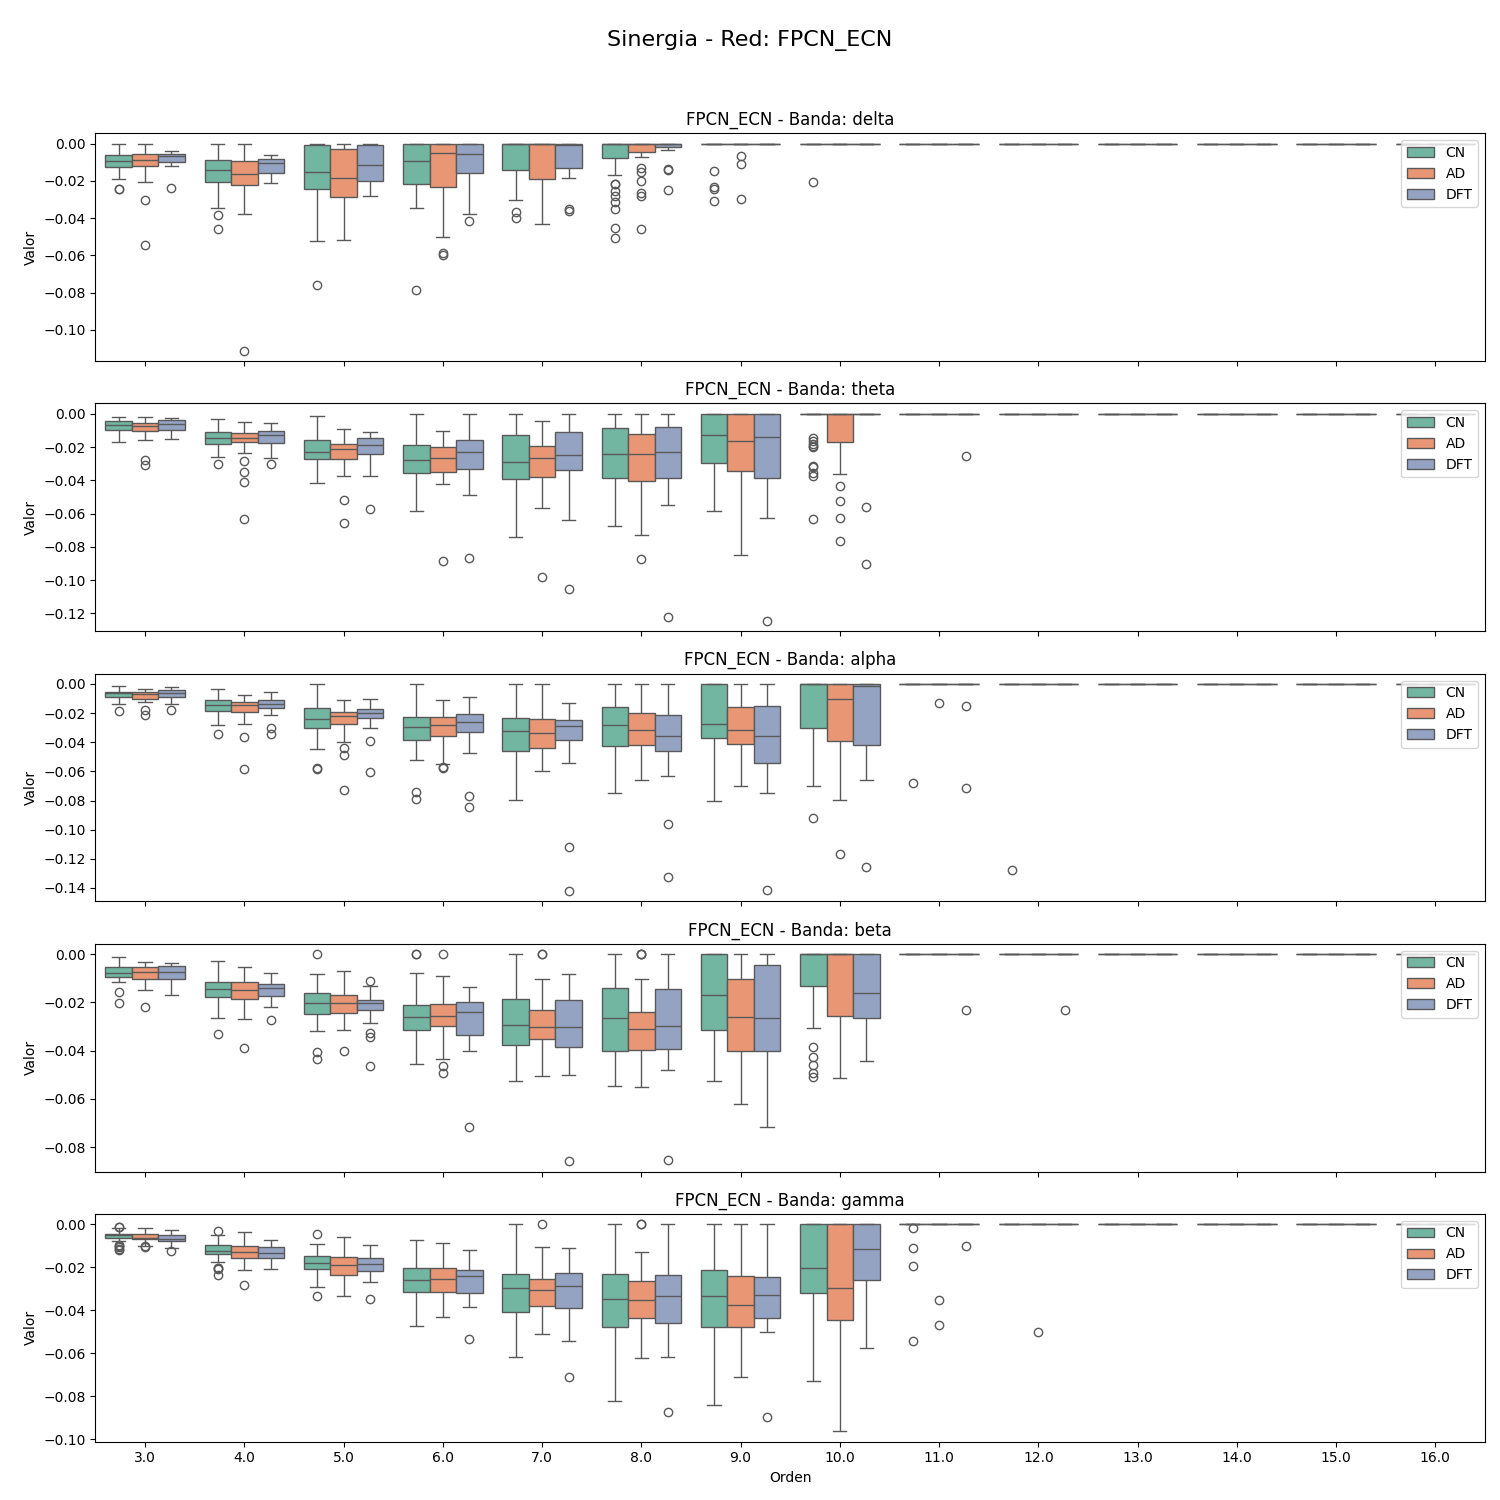 Sinergia - Red: FPCN_ECN
FPCN_ECN - Banda: delta
0.00
−0.02
−0.04
−0.06
−0.08
−0.10
Valor
CN
AD
DFT
FPCN_ECN - Banda: theta
0.00
−0.02
−0.04
−0.06
−0.08
−0.10
−0.12
Valor
CN
AD
DFT
FPCN_ECN - Banda: alpha
0.00
−0.02
−0.04
−0.06
−0.08
−0.10
−0.12
−0.14
Valor
CN
AD
DFT
FPCN_ECN - Banda: beta
0.00
−0.02
−0.04
−0.06
−0.08
Valor
CN
AD
DFT
FPCN_ECN - Banda: gamma
0.00
−0.02
−0.04
−0.06
−0.08
−0.10
Valor
CN
AD
DFT
3.0 4.0 5.0 6.0 7.0 8.0 9.0 10.0 11.0 12.0 13.0 14.0 15.0 16.0
Orden